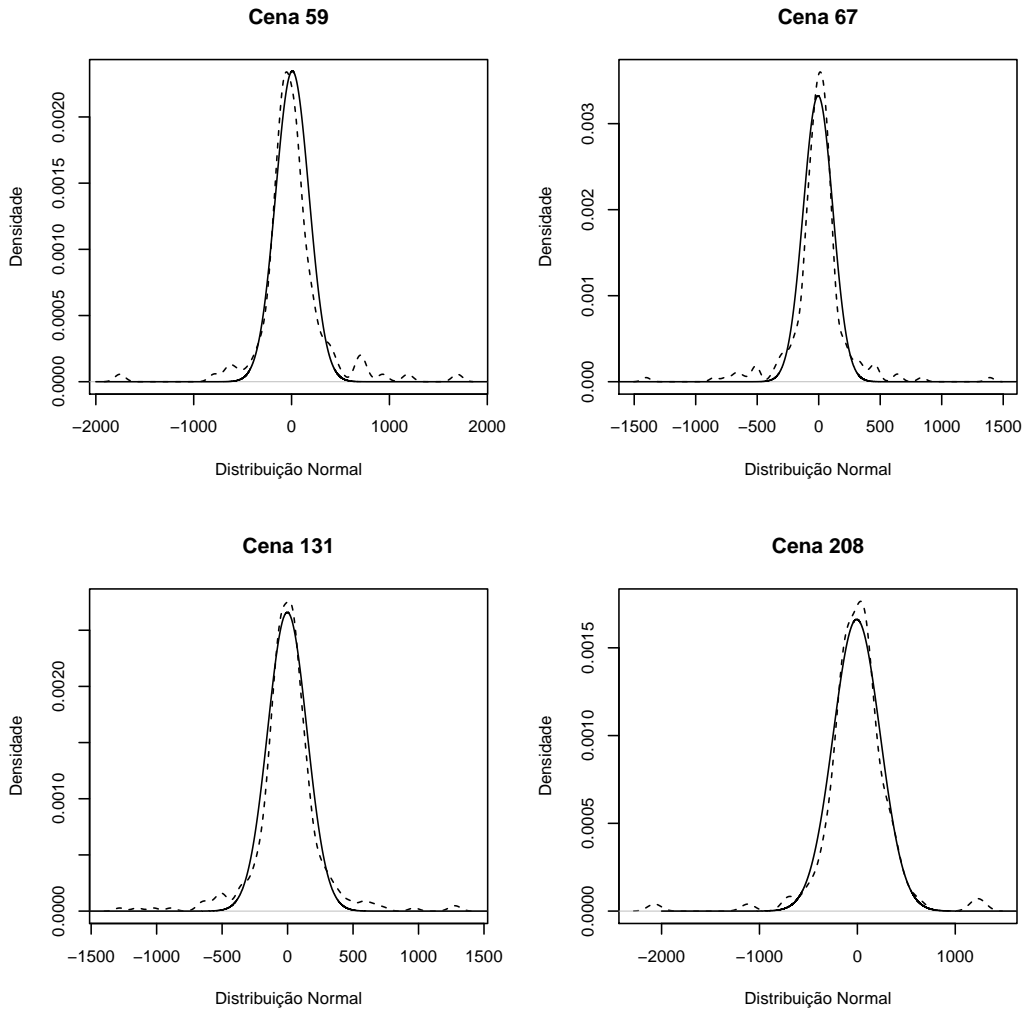 Cena 59
Densidade
0.0000 0.0005 0.0010 0.0015 0.0020
−2000 −1000 0 1000 2000
Distribuição Normal
Cena 67
Densidade
0.000 0.001 0.002 0.003
−1500 −1000 −500 0 500 1000 1500
Distribuição Normal
Cena 131
Densidade
0.0000 0.0010 0.0020
−1500 −1000 −500 0 500 1000 1500
Distribuição Normal
Cena 208
Densidade
0.0000 0.0005 0.0010 0.0015
−2000 −1000 0 1000
Distribuição Normal